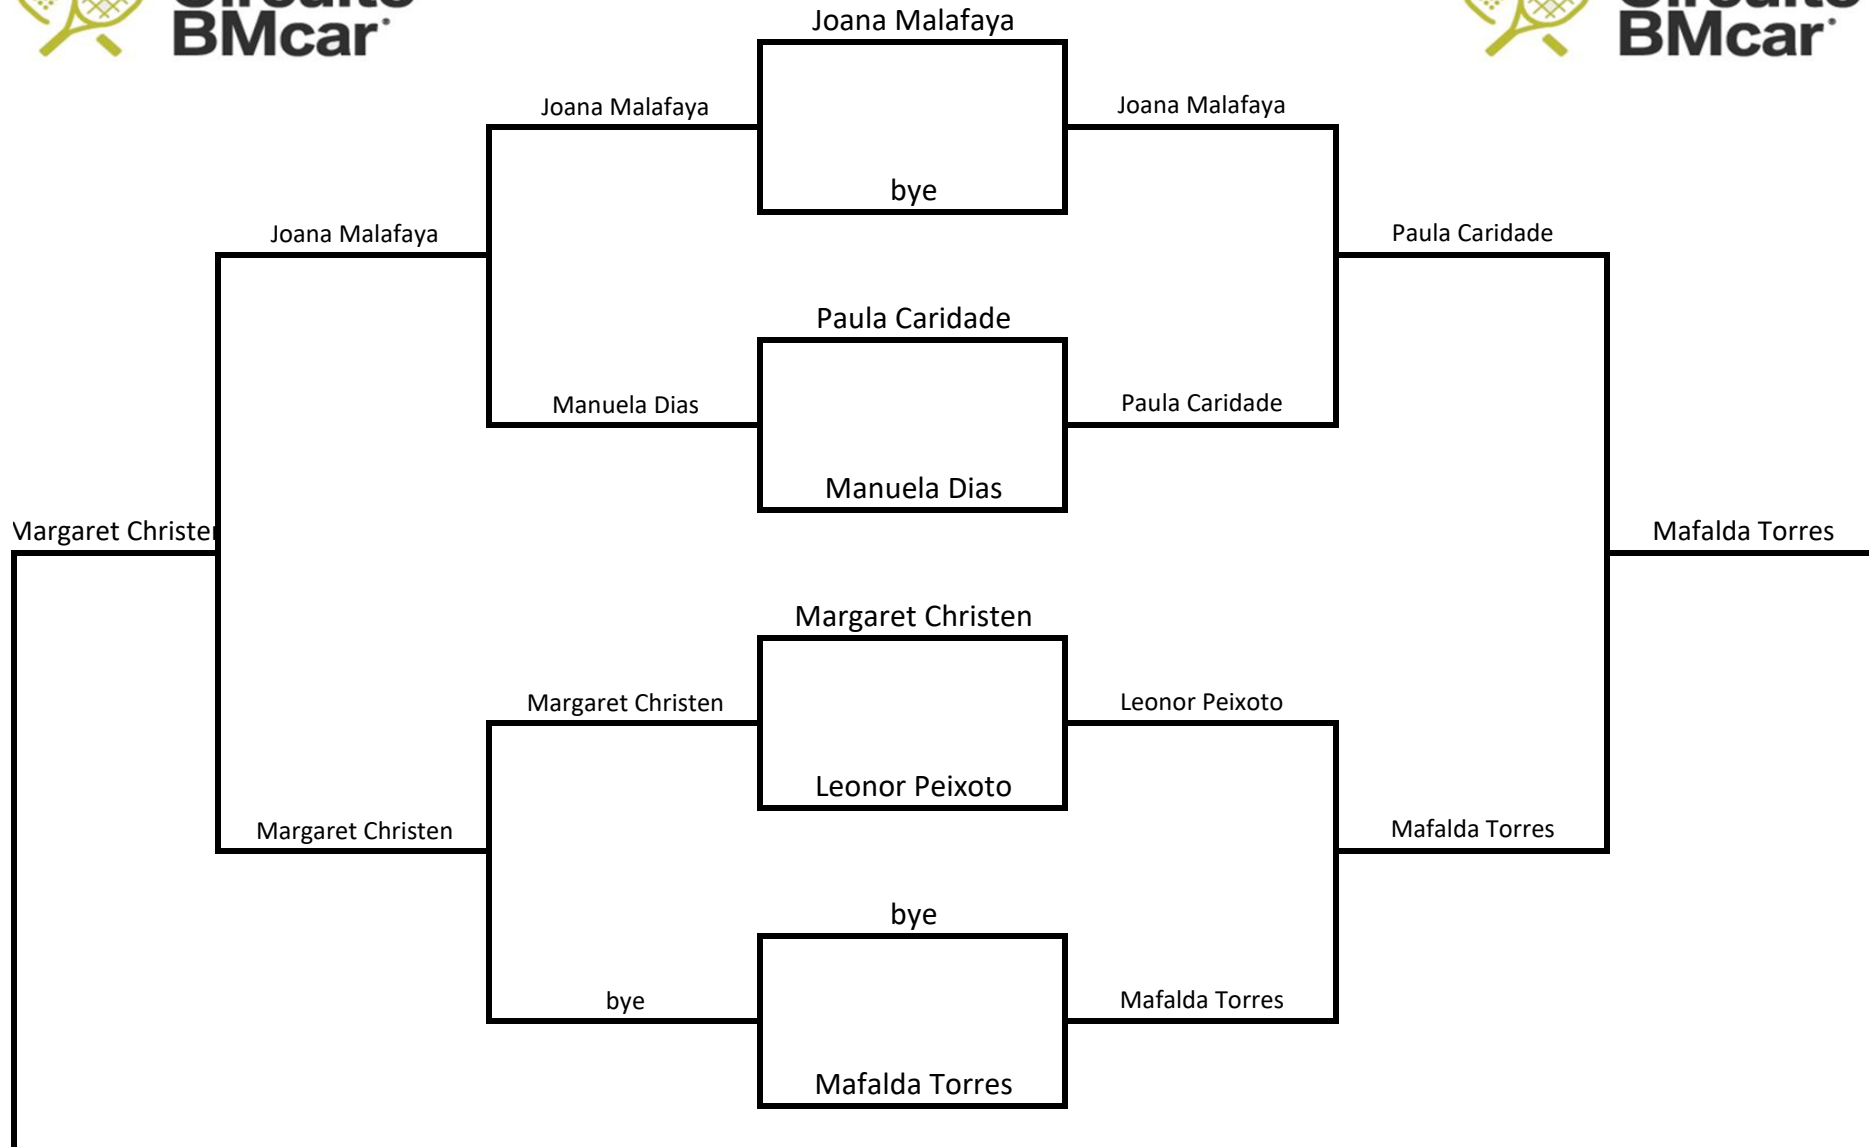 BMcar
BMcar
Joana Malafaya
Joana Malafaya
Joana Malafaya
bye
Joana Malafaya
Paula Caridade
Paula Caridade
Manuela Dias
Paula Caridade
Manuela Dias
Margaret Christen
Mafalda Torres
Margaret Christen
Margaret Christen
Leonor Peixoto
Leonor Peixoto
Margaret Christen
Mafalda Torres
bye
bye
Mafalda Torres
Mafalda Torres